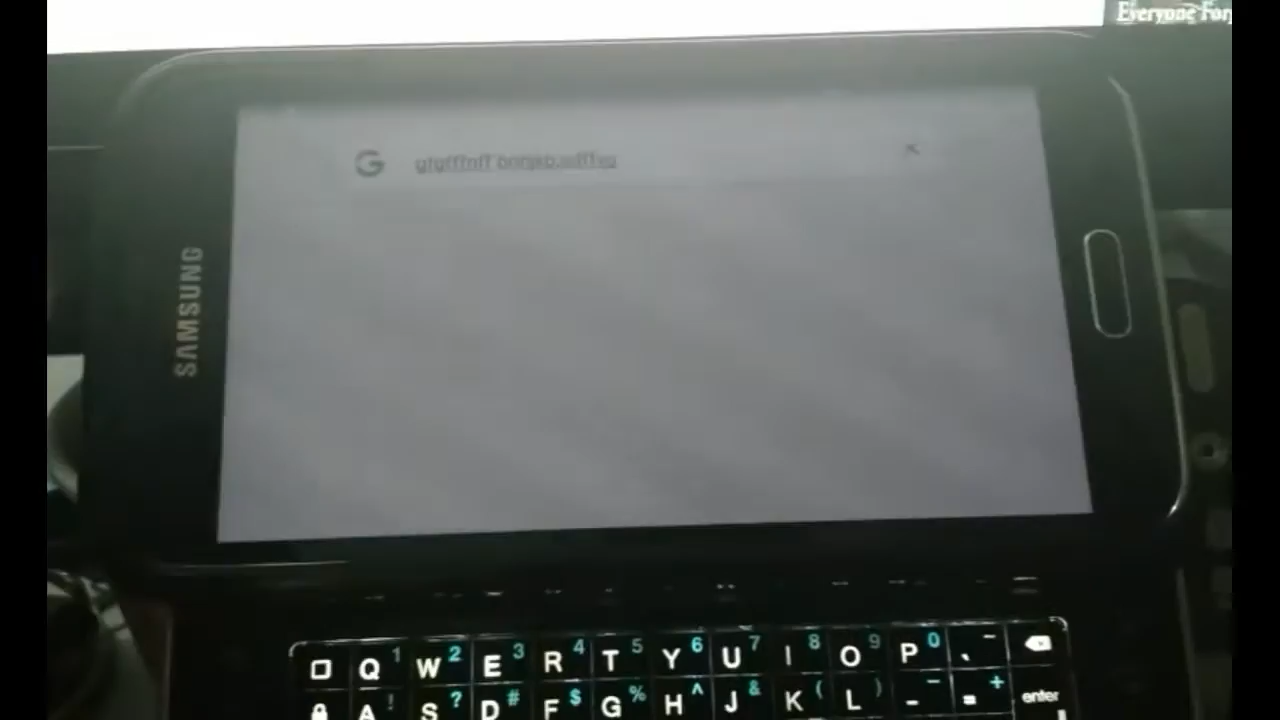 Everyone For
SAMSUNG
G
Q 1 W 2 E 3 R 4 T 5 Y 6 U 7 I 8 O 9 P 0
A ! S ? D # F $ G % H ^ J & K ( L ) - _ = + enter